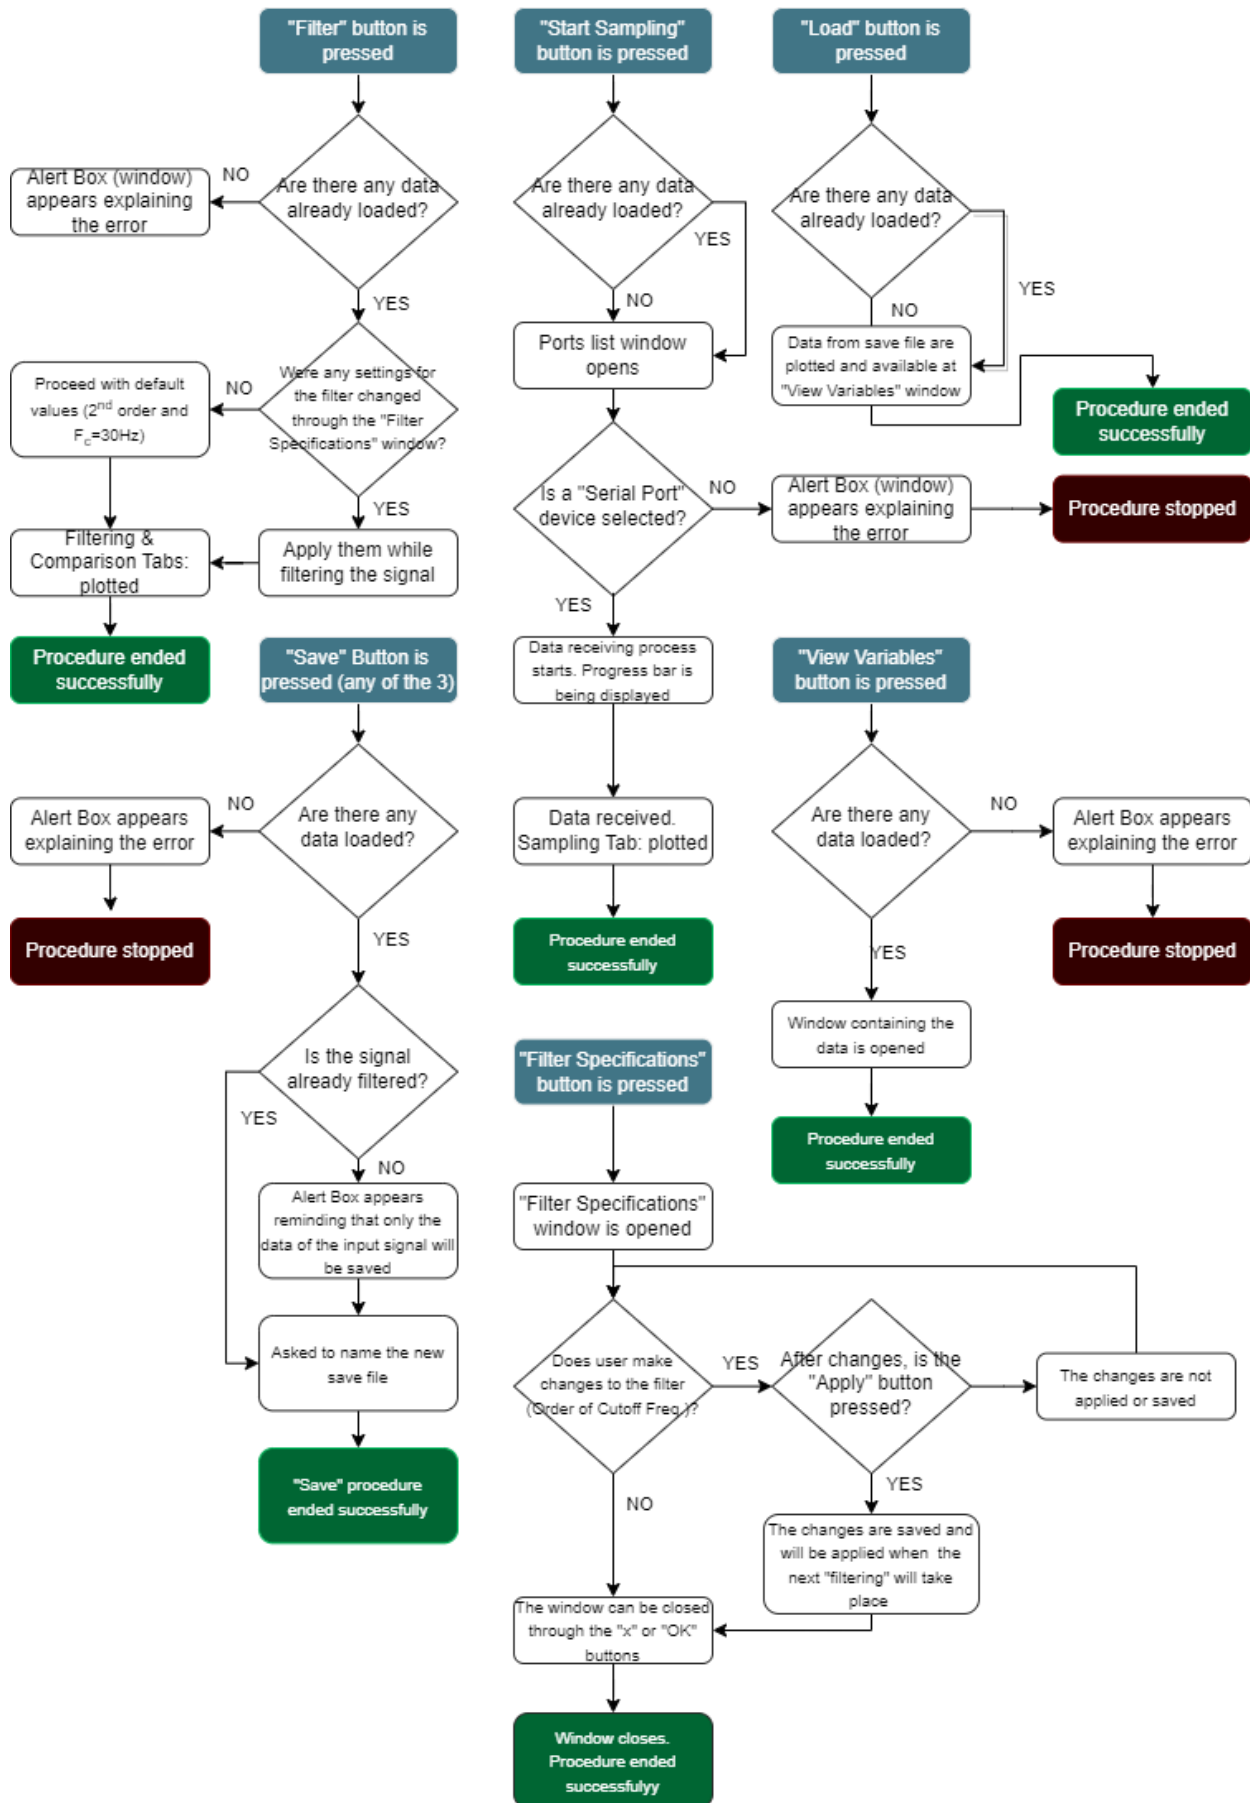 "Filter" button is
pressed
Are there any data
already loaded?
NO
Alert Box (window)
appears explaining
the error
YES
Were any settings for
the filter changed
through the "Filter
Specifications" window?
NO
Proceed with default
values (2nd order and
Fc=30Hz)
YES
Apply them while
filtering the signal
Filtering &
Comparison Tabs:
plotted
Procedure ended
successfully
"Start Sampling"
button is pressed
Are there any data
already loaded?
YES
NO
Ports list window
opens
Is a "Serial Port"
device selected?
NO
Alert Box (window)
appears explaining
the error
Procedure stopped
YES
Data receiving process
starts. Progress bar is
being displayed
Data received.
Sampling Tab: plotted
Procedure ended
successfully
"Load" button is
pressed
Are there any data
already loaded?
YES
NO
Data from save file are
plotted and available at
"View Variables" window
Procedure ended
successfully
"Save" Button is
pressed (any of the 3)
Are there any
data loaded?
NO
Alert Box appears
explaining the error
Procedure stopped
YES
Is the signal
already filtered?
YES
NO
Alert Box appears
reminding that only the
data of the input signal will
be saved
Asked to name the new
save file
"Save" procedure
ended successfully
"View Variables"
button is pressed
Are there any
data loaded?
NO
Alert Box appears
explaining the error
Procedure stopped
YES
Window containing the
data is opened
Procedure ended
successfully
"Filter Specifications"
button is pressed
"Filter Specifications"
window is opened
Does user make
changes to the filter
(Order of Cutoff Freq.)?
YES
After changes, is the
"Apply" button
pressed?
The changes are not
applied or saved
NO
YES
The changes are saved and
will be applied when the
next "filtering" will take
place
The window can be closed
through the "x" or "OK"
buttons
Window closes.
Procedure ended
successfulyy